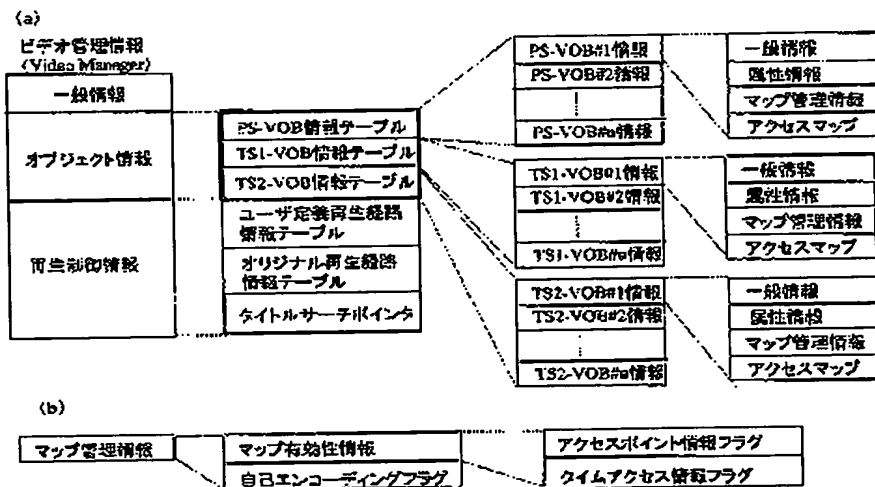 (a)
ビデオ管理情報
(Video Manager)
一般情報
オブジェクト情報
再生制御情報
PS-VOB情報テーブル
TS1-VOB情報テーブル
TS2-VOB情報テーブル
ユーザ定義再生経路
情報テーブル
オリジナル再生経路
情報テーブル
タイトルサーチポインタ
PS-VOB#1情報
PS-VOB#2情報
PS-VOB#n情報
一般情報
属性情報
マップ管理情報
アクセスマップ
TS1-VOB#1情報
TS1-VOB#2情報
TS1-VOB#n情報
一般情報
属性情報
マップ管理情報
アクセスマップ
TS2-VOB#1情報
TS2-VOB#2情報
TS2-VOB#n情報
一般情報
属性情報
マップ管理情報
アクセスマップ
(b)
マップ管理情報
マップ有効性情報
自己エンコーディングフラグ
アクセスポイント情報フラグ
タイムアクセス情報フラグ